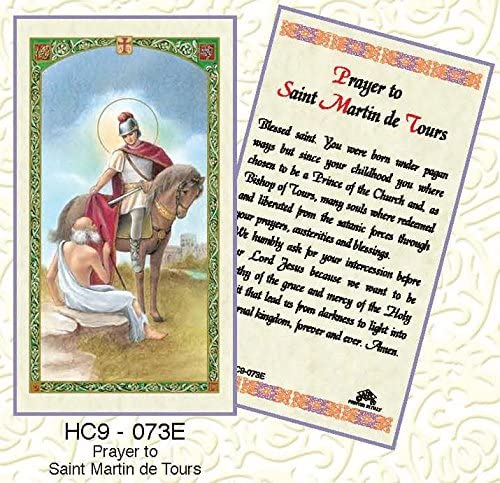 Prayer to
Saint Martin de Tours
Blessed saint. You were born under pagan
ways but since your childhood you where
chosen to be a Prince of the Church and, as
Bishop of Tours, many souls where redeemed
and liberated from the satanic forces through
your prayers, austerities and blessings.
We humbly ask for your intercession before
Lord Jesus because we want to be
thy of the grace and mercy of the Holy
it that lead us from darkness to light into
rnal kingdom, forever and ever. Amen.
C9-073E
PRINTED IN ITALY
HC9 - 073E
Prayer to
Saint Martin de Tours